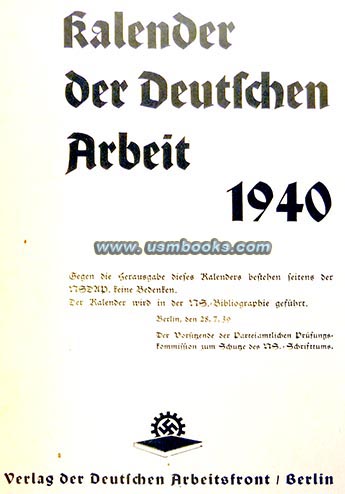 Kalender
der Deutſchen
Arbeit
1940
www.usmbooks.com
Gegen die Herausgabe dieſes Kalenders beſtehen ſeitens der
NSDAP. keine Bedenken.
Der Kalender wird in der NS.-Bibliographie geführt.
Berlin, den 28.7.39
Der Vorſitzende der Parteiamtlichen Prüfungs-
kommiſſion zum Schutze des NS.-Schrifttums.
Verlag der Deutſchen Arbeitsfront / Berlin